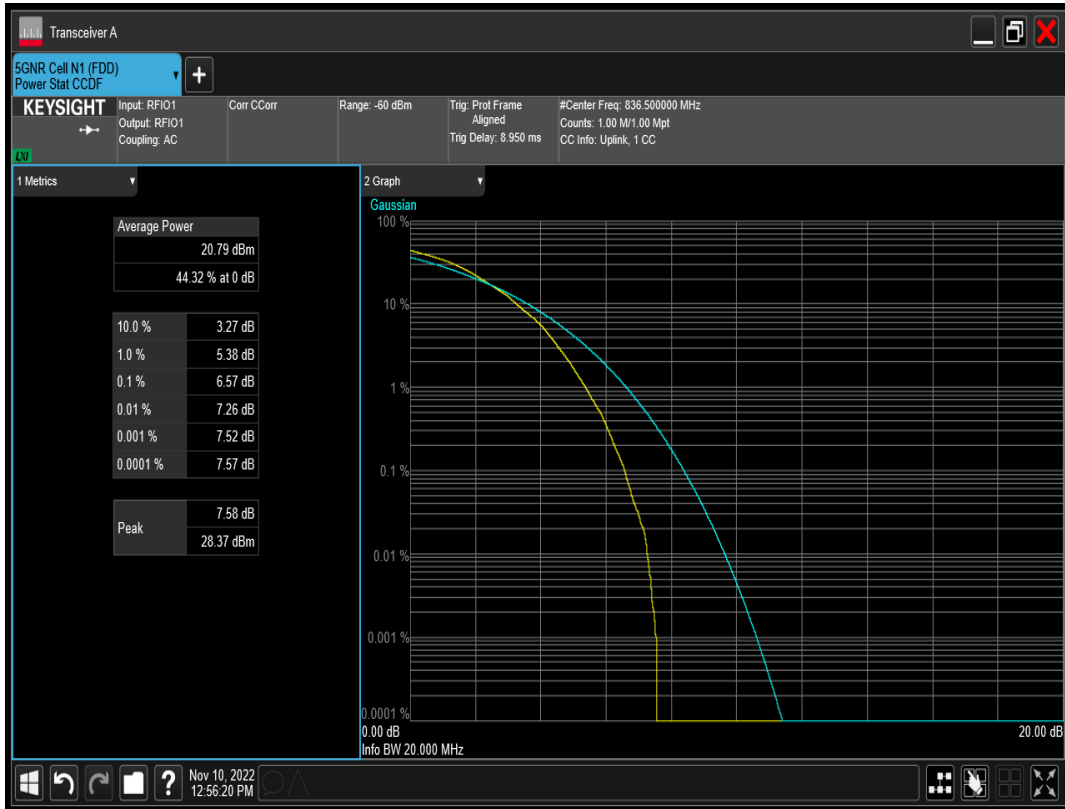 Transceiver A
5GNR Cell N1 (FDD)
Power Stat CCDF
KEYSIGHT
LXI
Input: RFIO1
Output: RFIO1
Coupling: AC
Corr CCorr
Range: -60 dBm
Trig: Prot Frame
Aligned
Trig Delay: 8.950 ms
#Center Freq: 836.500000 MHz
Counts: 1.00 M/1.00 Mpt
CC Info: Uplink, 1 CC
1 Metrics
Average Power
20.79 dBm
44.32 % at 0 dB
10.0 % 3.27 dB
1.0 % 5.38 dB
0.1 % 6.57 dB
0.01 % 7.26 dB
0.001 % 7.52 dB
0.0001 % 7.57 dB
Peak 7.58 dB
28.37 dBm
2 Graph
Gaussian
100 %
10 %
1 %
0.1 %
0.01 %
0.001 %
0.0001 %
0.00 dB 20.00 dB
Info BW 20.000 MHz
?
Nov 10, 2022
12:56:20 PM